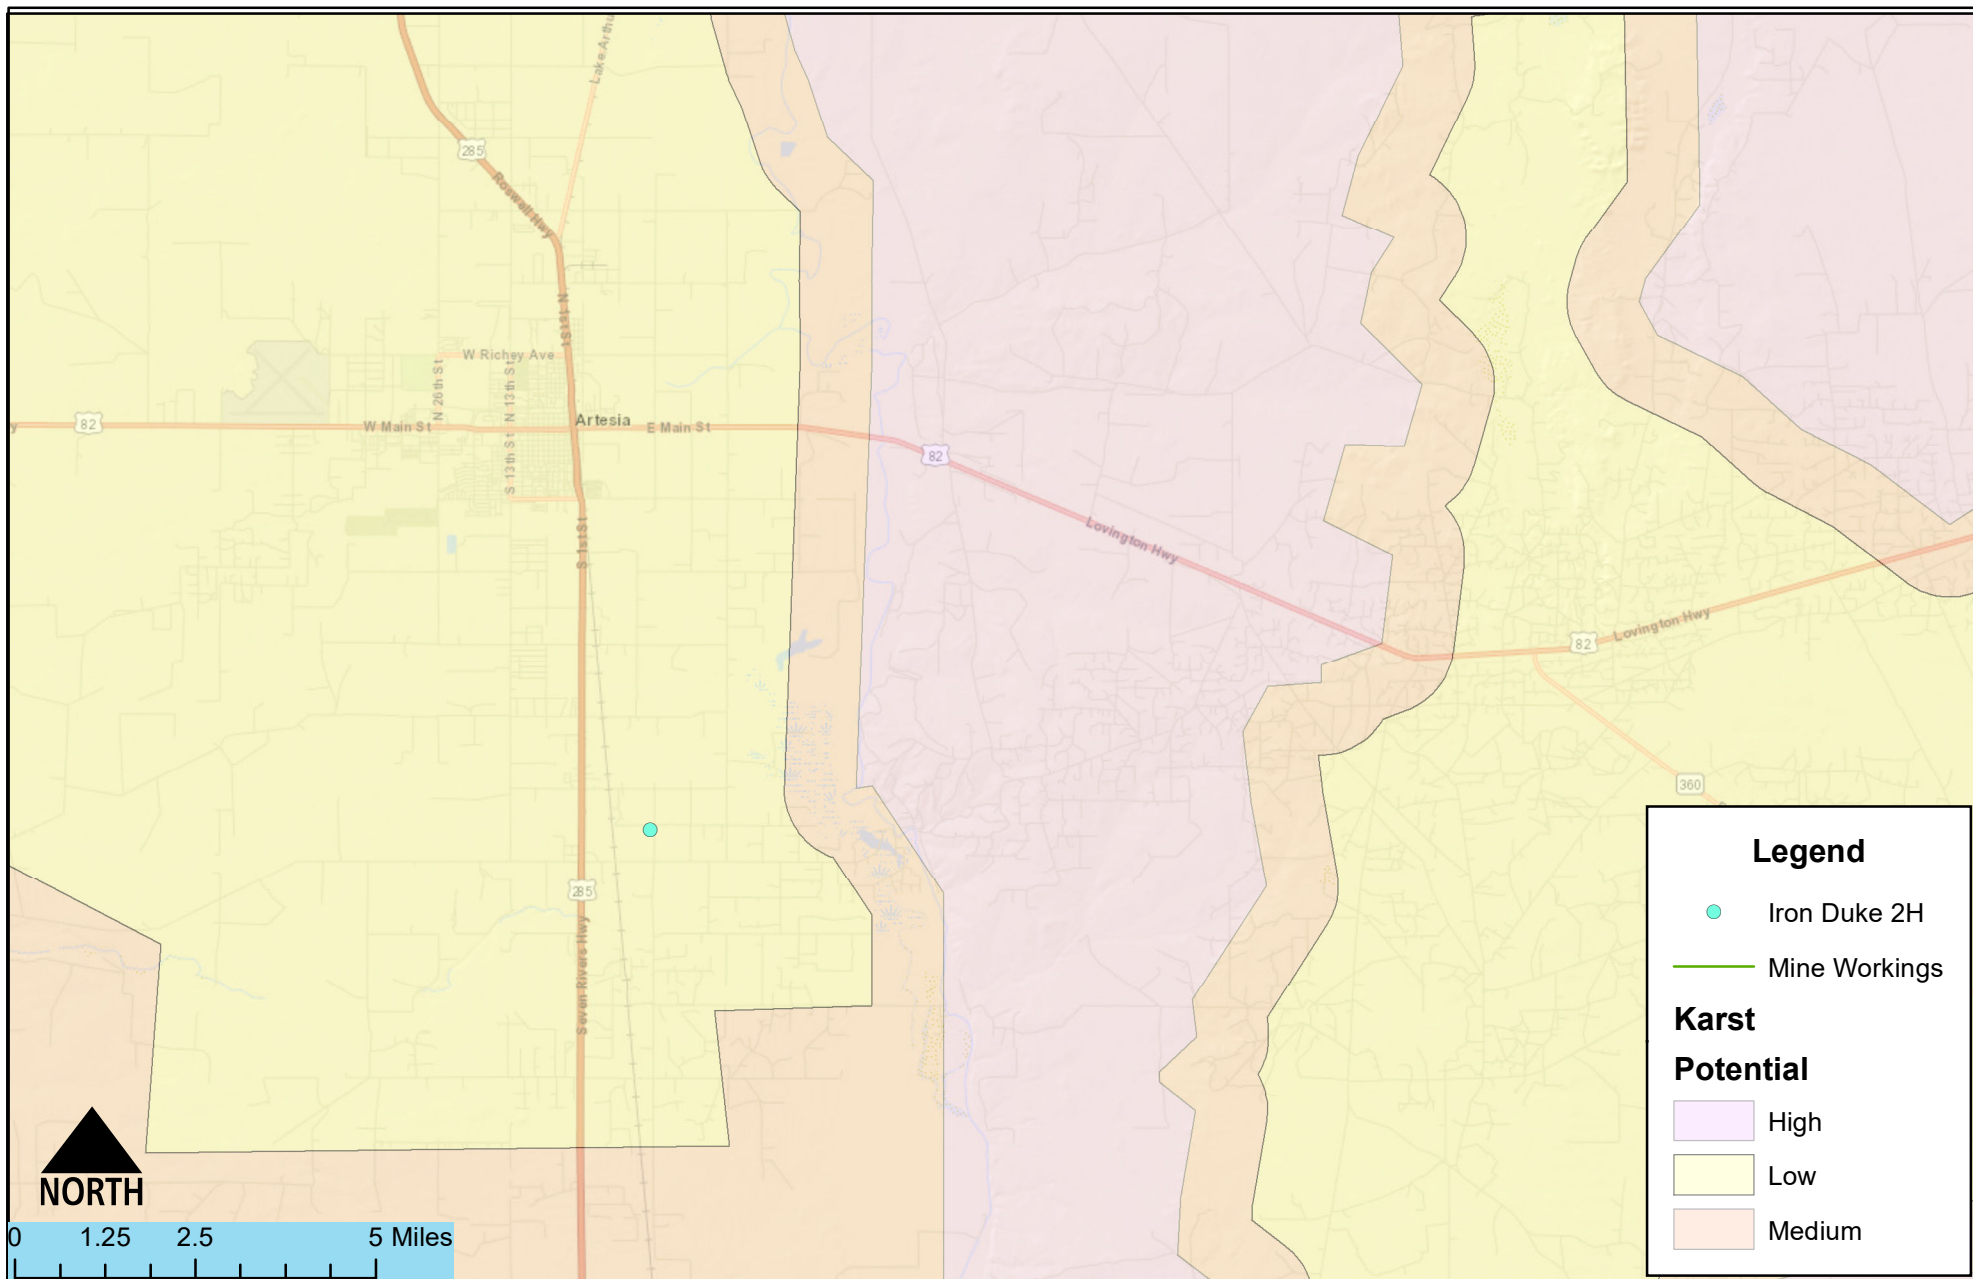 Lake Arthu
285
Roswell Hwy
N 1st St
W Richey Ave
N 26th St
N 13th St
Artesia
y
82
W Main St
E Main St
S 13th St
82
Lovington Hwy
S 1st St
Lovington Hwy
82
360
285
Seven Rivers Hwy
Legend
Iron Duke 2H
Mine Workings
Karst
Potential
High
Low
Medium
NORTH
0 1.25 2.5 5 Miles